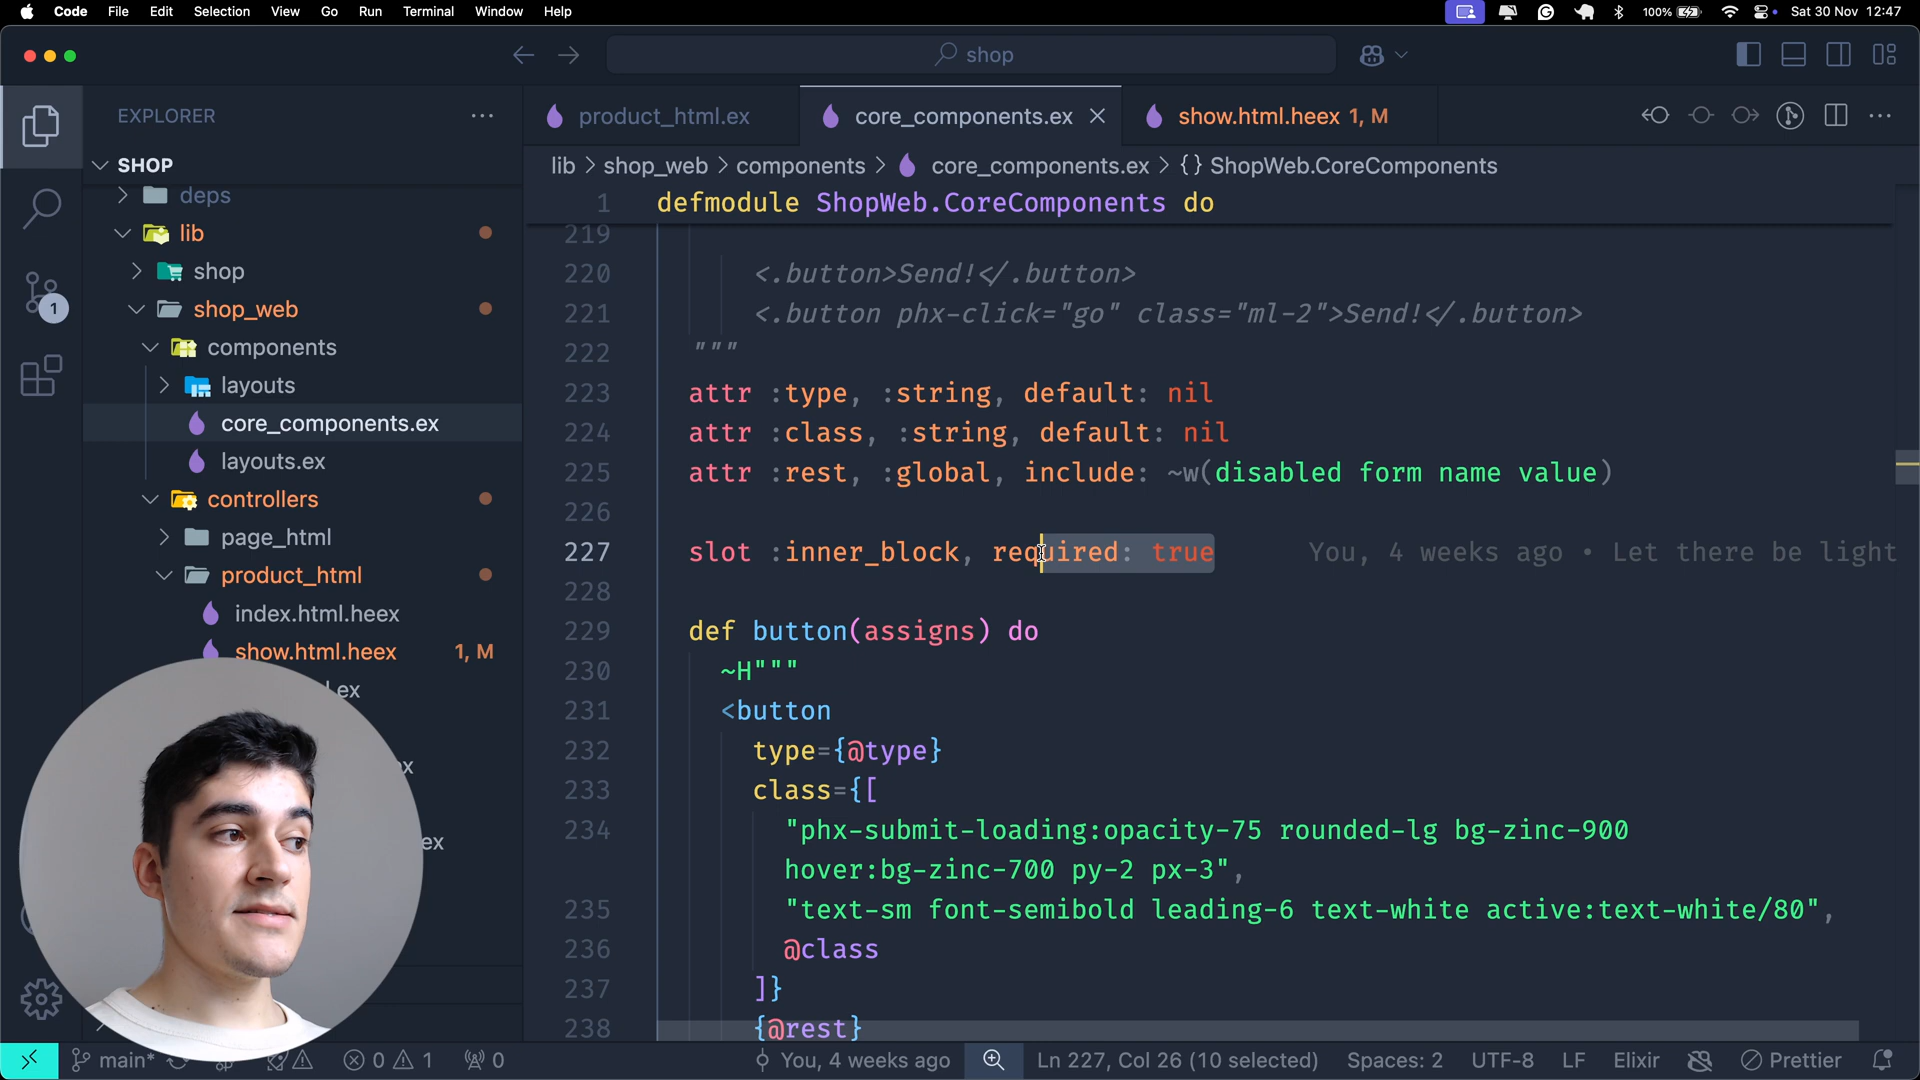 Code File Edit Selection View Go Run Terminal Window Help
100% Sat 30 Nov 12:47
shop
EXPLORER
SHOP
deps
lib
shop
shop_web
components
layouts
core_components.ex
layouts.ex
controllers
page_html
product_html
index.html.heex
show.html.heex 1, M
ex
ex
1
product_html.ex
core_components.ex
show.html.heex 1, M
lib > shop_web > components > core_components.ex > {} ShopWeb.CoreComponents
1 defmodule ShopWeb.CoreComponents do
219
220 <.button>Send!</.button>
221 <.button phx-click="go" class="ml-2">Send!</.button>
222 """
223 attr :type, :string, default: nil
224 attr :class, :string, default: nil
225 attr :rest, :global, include: ~w(disabled form name value)
226
227 slot :inner_block, required: true You, 4 weeks ago • Let there be light
228
229 def button(assigns) do
230 ~H"""
231 <button
232 type={@type}
233 class={[
234 "phx-submit-loading:opacity-75 rounded-lg bg-zinc-900
hover:bg-zinc-700 py-2 px-3",
235 "text-sm font-semibold leading-6 text-white active:text-white/80",
236 @class
237 ]}
238 {@rest}
main* 0 1 0 You, 4 weeks ago Ln 227, Col 26 (10 selected) Spaces: 2 UTF-8 LF Elixir Prettier